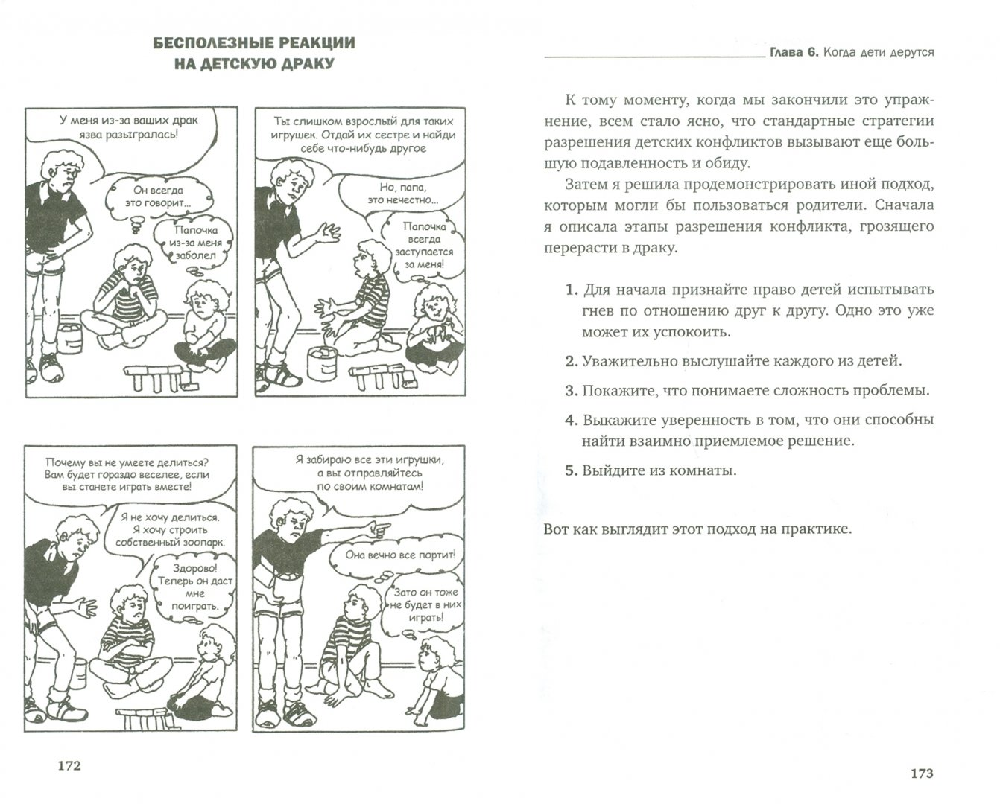 БЕСПОЛЕЗНЫЕ РЕАКЦИИ
НА ДЕТСКУЮ ДРАКУ
У меня из-за ваших драк
язва разыгралась!
Он всегда
это говорит...
Папочка
из-за меня
заболел
Ты слишком взрослый для таких
игрушек. Отдай их сестре и найди
себе что-нибудь другое
Но, папа,
это нечестно...
Папочка
всегда
заступается
за меня!
Почему вы не умеете делиться?
Вам будет гораздо веселее, если
вы станете играть вместе!
Я не хочу делиться.
Я хочу строить
собственный зоопарк.
Здорово!
Теперь он даст
мне
поиграть.
Я забираю все эти игрушки,
а вы отправляйтесь
по своим комнатам!
Она вечно все портит!
Зато он тоже
не будет в них
играть!
172
Глава 6. Когда дети дерутся
К тому моменту, когда мы закончили это упраж-
нение, всем стало ясно, что стандартные стратегии
разрешения детских конфликтов вызывают еще боль-
шую подавленность и обиду.
Затем я решила продемонстрировать иной подход,
которым могли бы пользоваться родители. Сначала
я описала этапы разрешения конфликта, грозящего
перерасти в драку.
1. Для начала признайте право детей испытывать
гнев по отношению друг к другу. Одно это уже
может их успокоить.
2. Уважительно выслушайте каждого из детей.
3. Покажите, что понимаете сложность проблемы.
4. Выкажите уверенность в том, что они способны
найти взаимно приемлемое решение.
5. Выйдите из комнаты.
Вот как выглядит этот подход на практике.
173